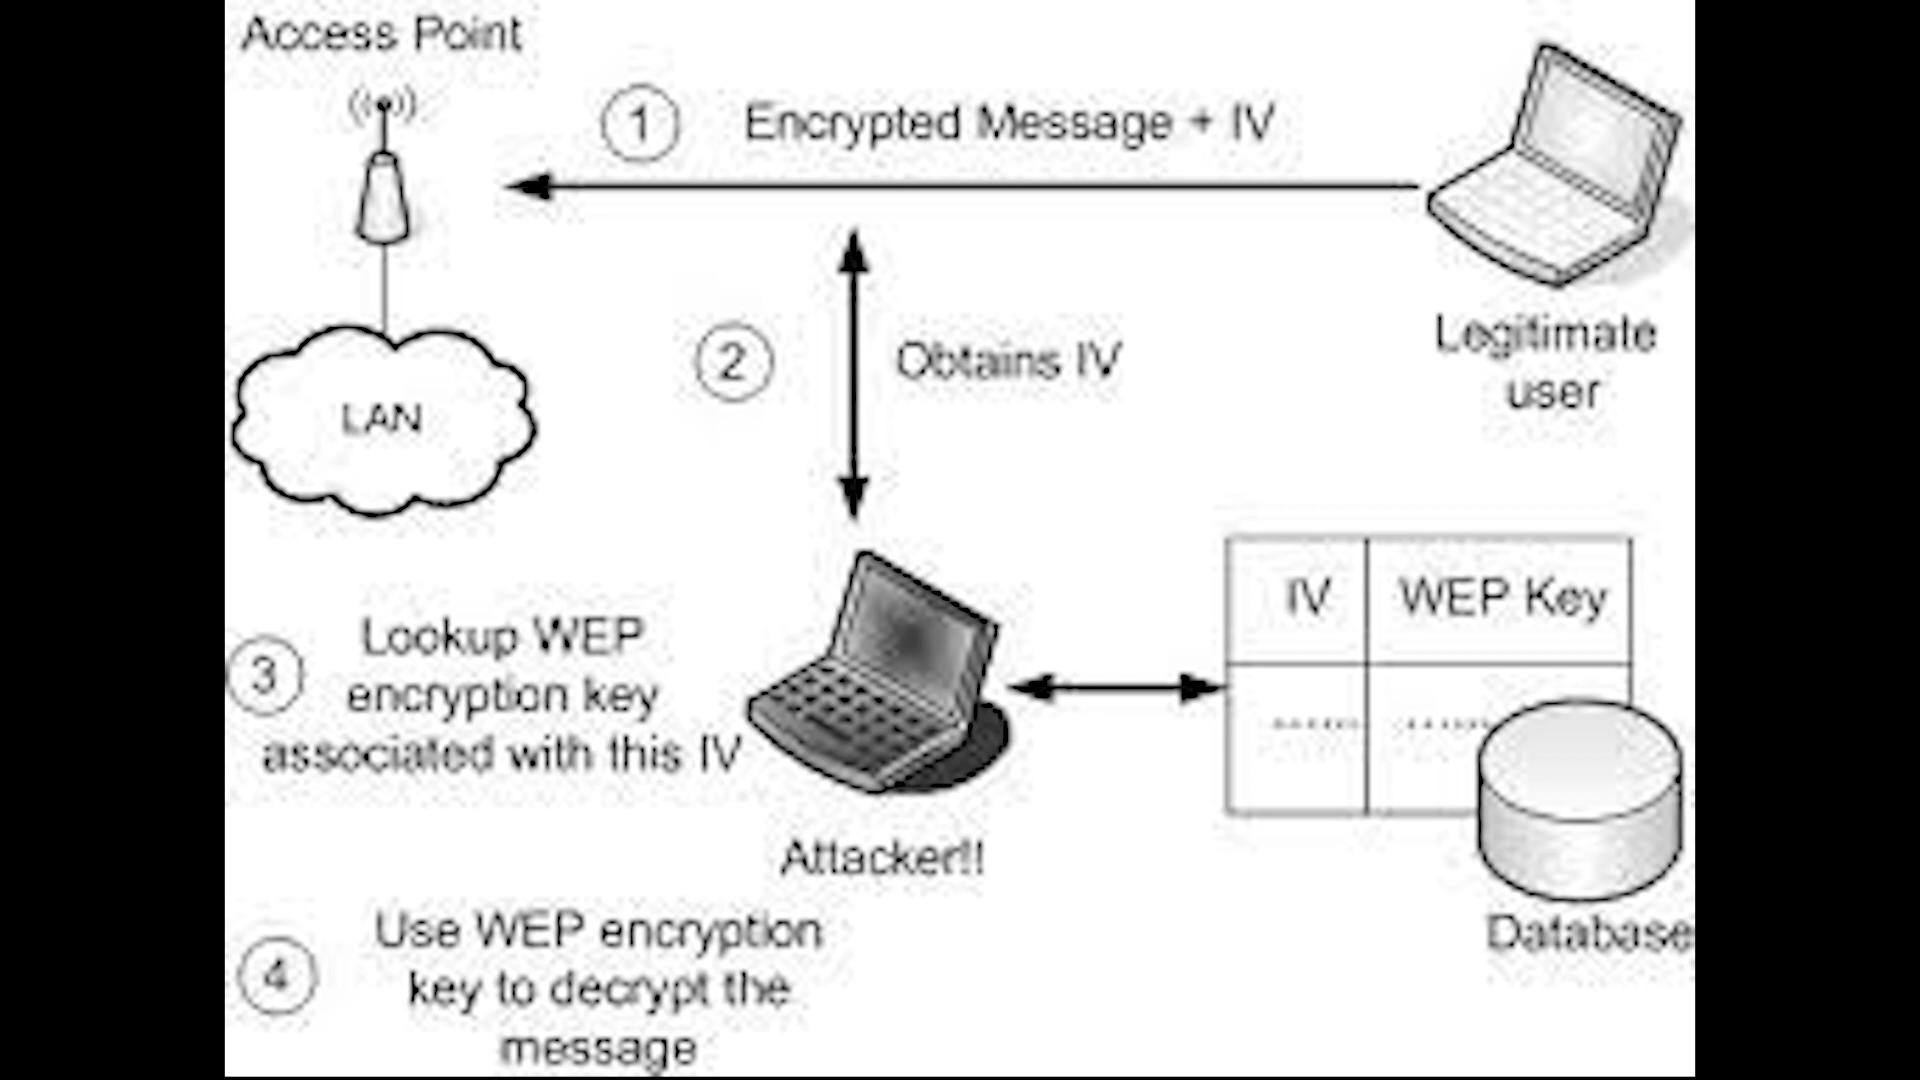 Access Point
1
Encrypted Message + IV
Legitimate
user
2
Obtains IV
LAN
IV
WEP Key
3
Lookup WEP
encryption key
associated with this IV
Attacker!!
Database
4
Use WEP encryption
key to decrypt the
message